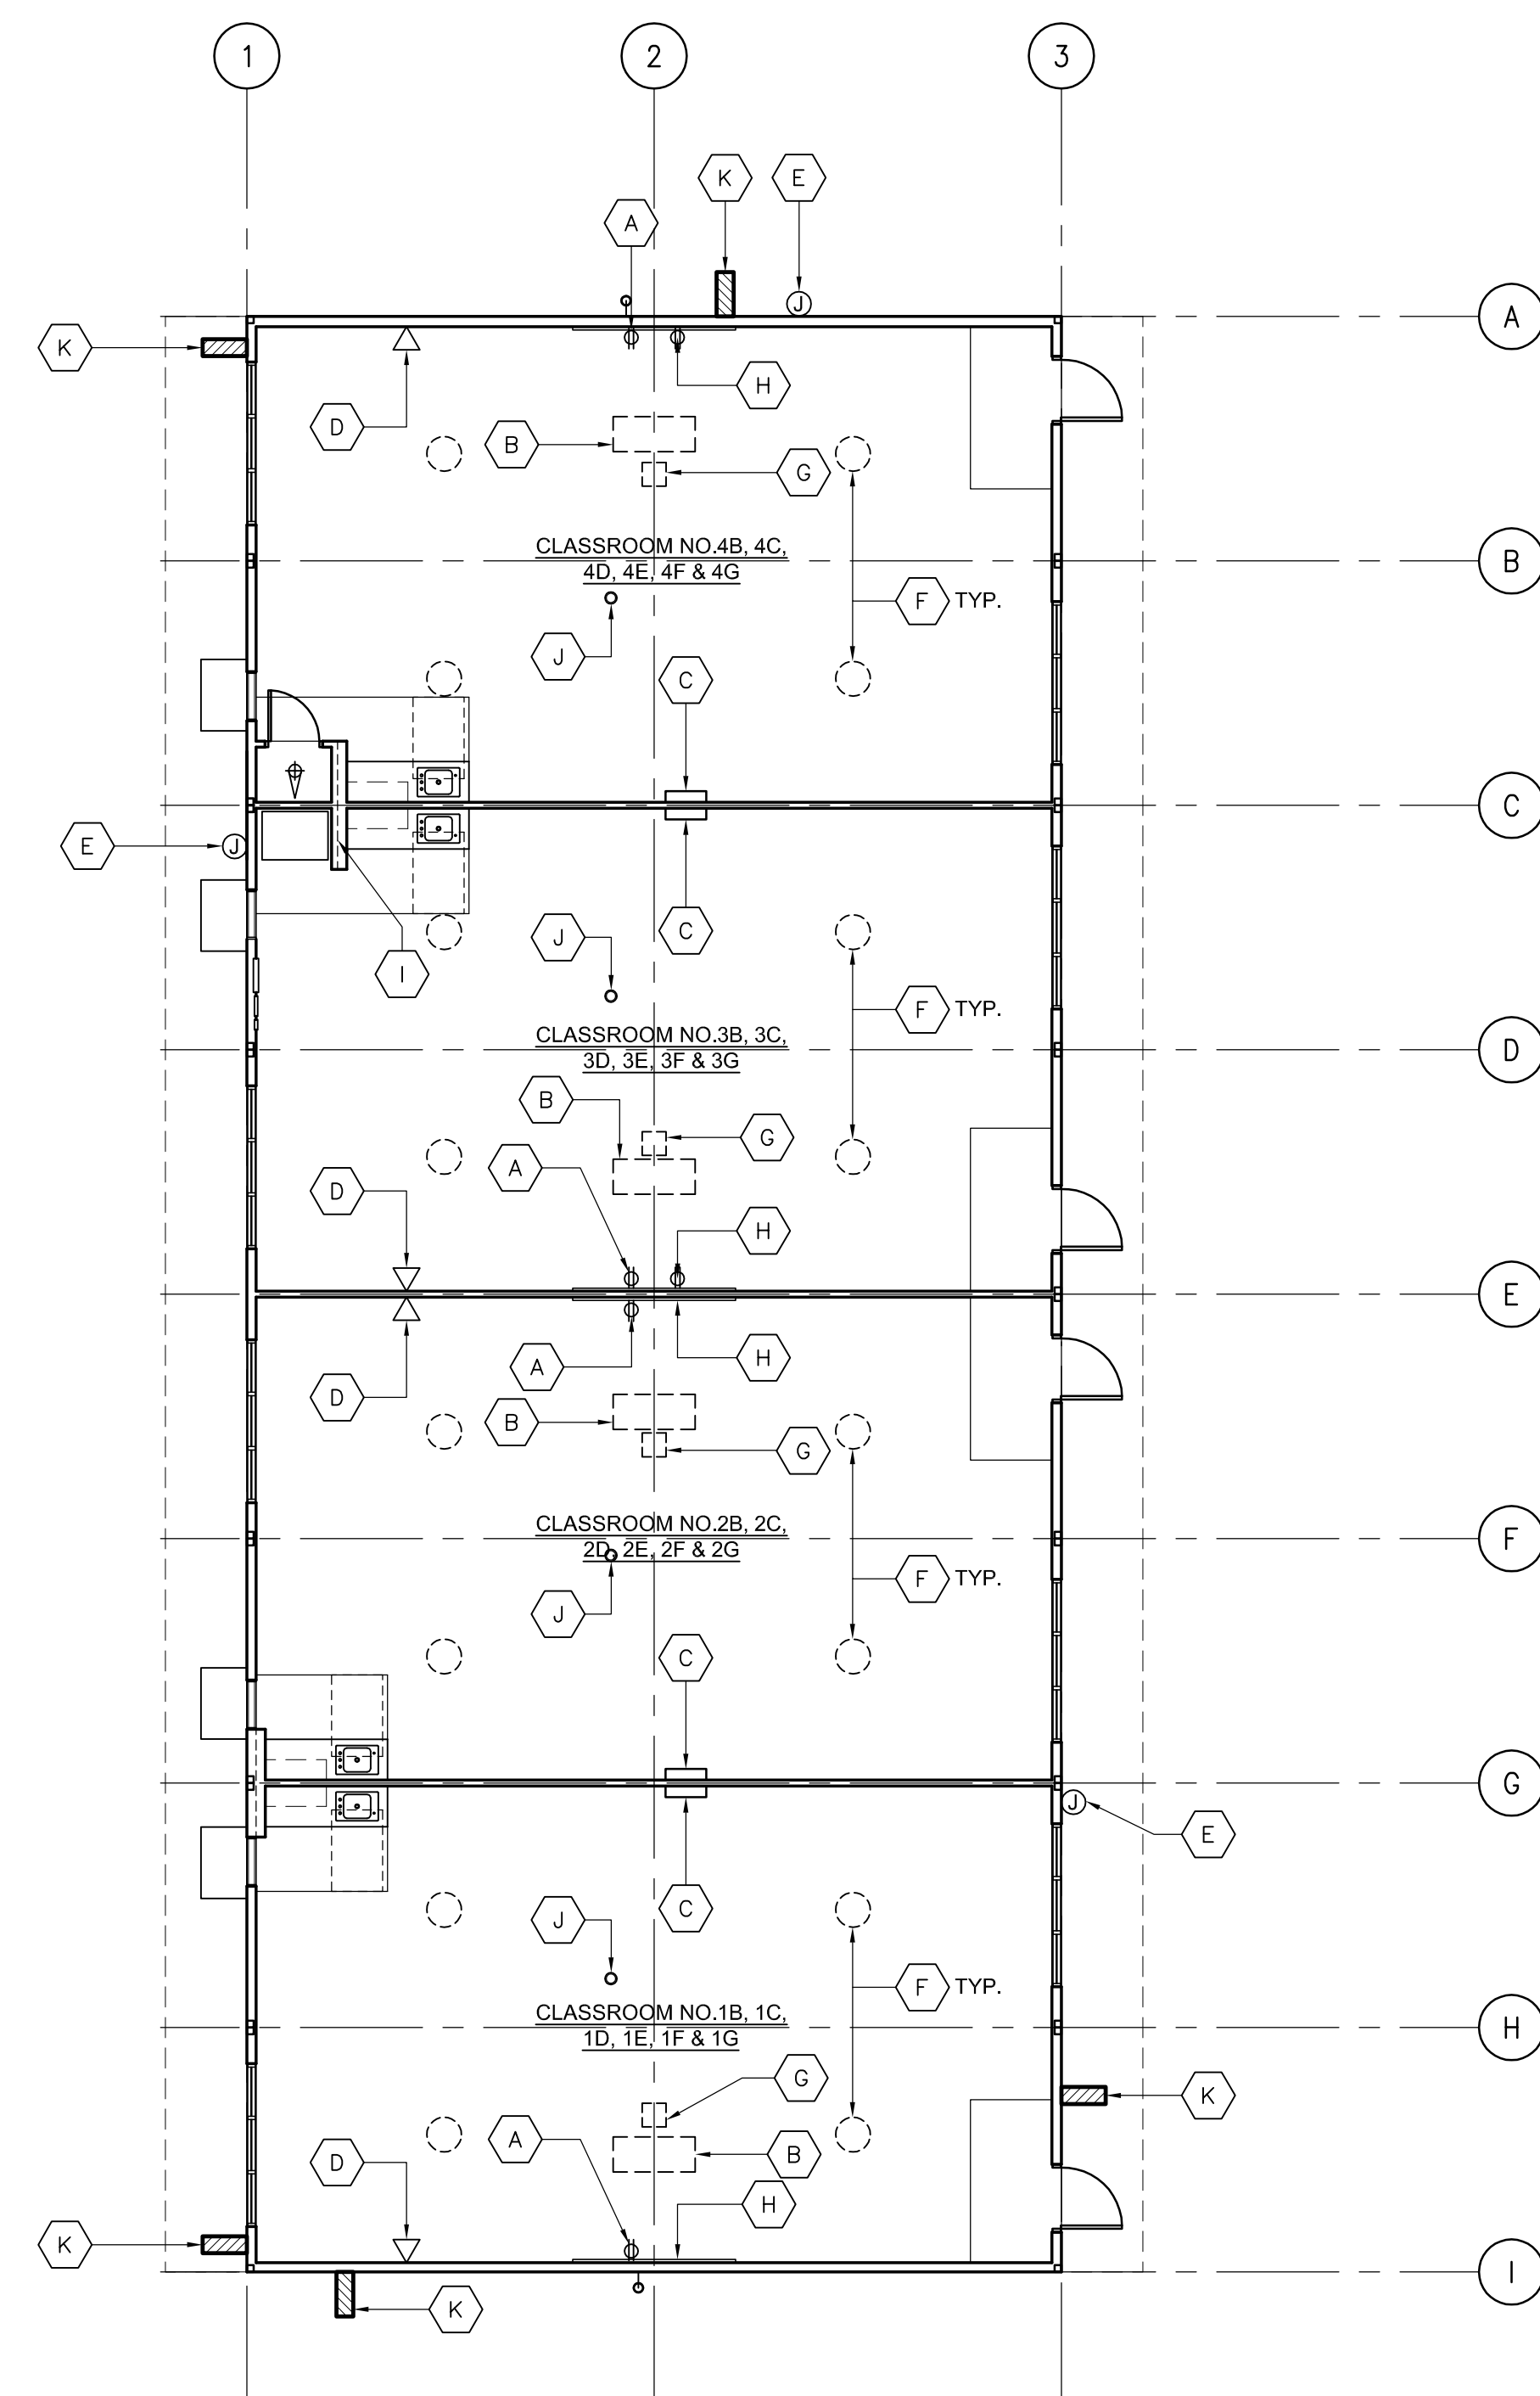 1 2 3
K E
A
A
K
H
D
B
G
CLASSROOM NO.4B, 4C,
4D, 4E, 4F & 4G
B
F TYP.
J
C
C
E J
J
C
I
F TYP.
CLASSROOM NO.3B, 3C,
3D, 3E, 3F & 3G
D
B
G
A
D
H
E
A
H
D
B
G
CLASSROOM NO.2B, 2C,
2D, 2E, 2F & 2G
F
F TYP.
J
C
G
J
E
C
J
F TYP.
CLASSROOM NO.1B, 1C,
1D, 1E, 1F & 1G
H
G
K
A
B
D
H
K
I
K
J